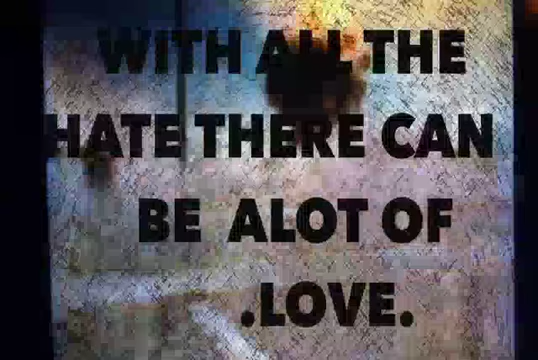 WITH ALL THE
HATE THERE CAN
BE ALOT OF
.LOVE.